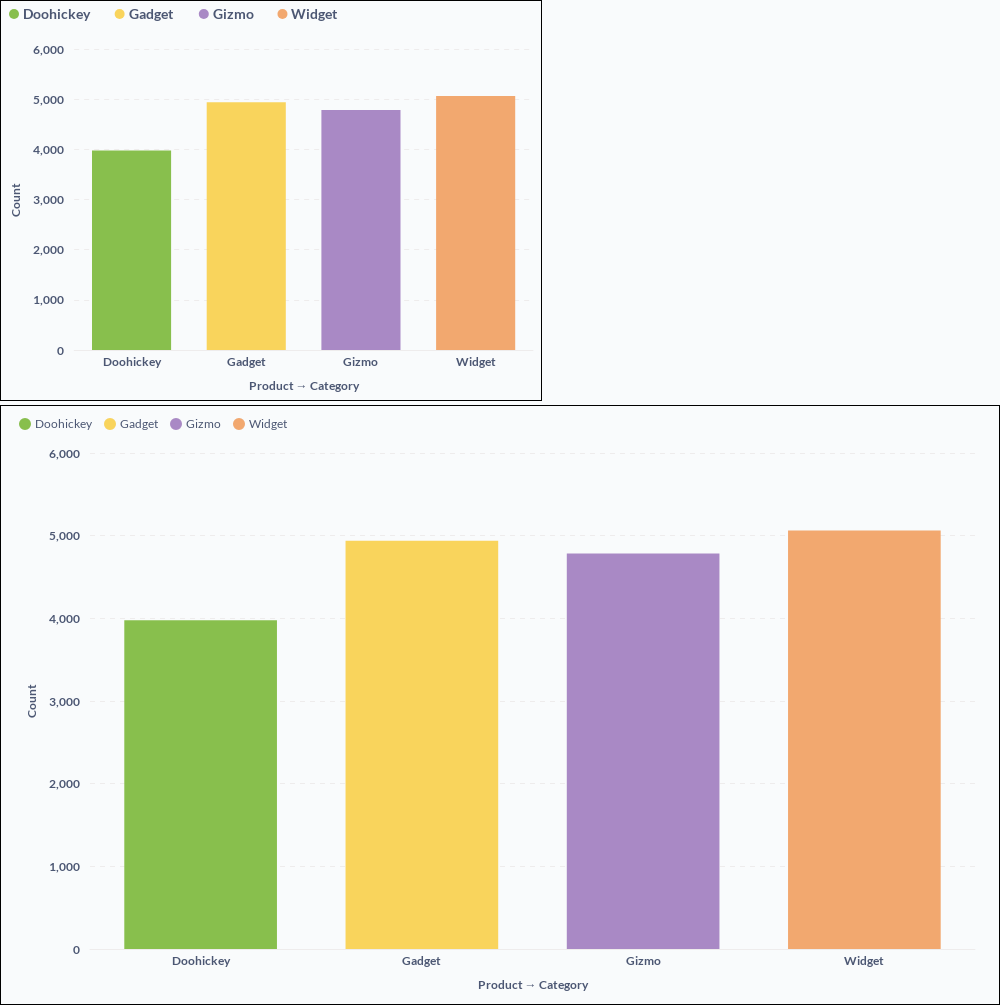 Doohickey Gadget Gizmo Widget
6,000
5,000
4,000
3,000
2,000
1,000
0
Count
Doohickey Gadget Gizmo Widget
Product → Category
Doohickey Gadget Gizmo Widget
6,000
5,000
4,000
3,000
2,000
1,000
0
Count
Doohickey Gadget Gizmo Widget
Product → Category